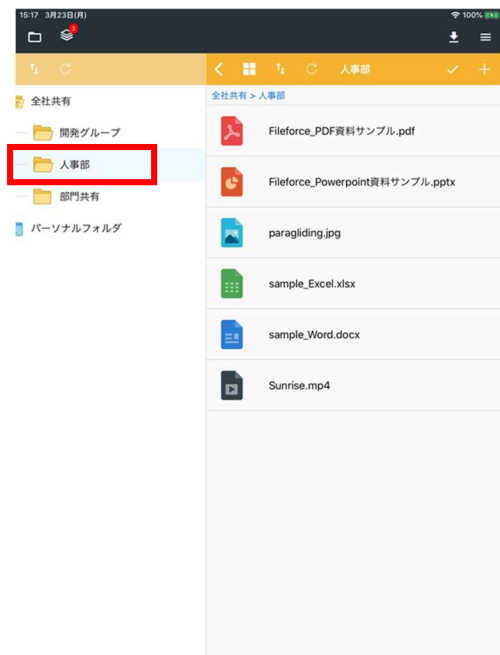 15:17 3月23日(月)
100%
5
人事部
全社共有
全社共有 > 人事部
開発グループ
人事部
部門共有
パーソナルフォルダ
Fileforce_PDF資料サンプル.pdf
Fileforce_Powerpoint資料サンプル.pptx
paragliding.jpg
sample_Excel.xlsx
sample_Word.docx
Sunrise.mp4